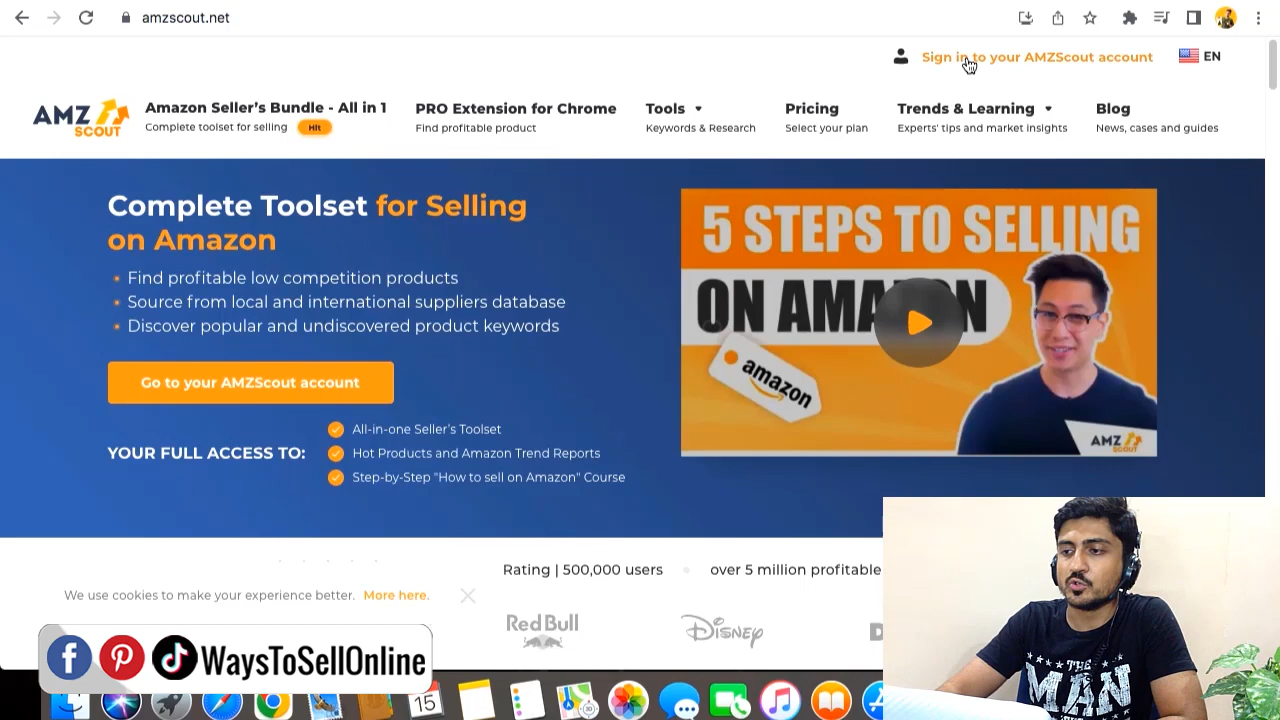 amzscout.net
Sign in to your AMZScout account
EN
AMZ
SCOUT
Amazon Seller's Bundle - All in 1
Complete toolset for selling
Hit
PRO Extension for Chrome
Find profitable product
Tools
Keywords & Research
Pricing
Select your plan
Trends & Learning
Experts' tips and market insights
Blog
News, cases and guides
Complete Toolset for Selling
on Amazon
Find profitable low competition products
Source from local and international suppliers database
Discover popular and undiscovered product keywords
Go to your AMZScout account
YOUR FULL ACCESS TO:
All-in-one Seller's Toolset
Hot Products and Amazon Trend Reports
Step-by-Step "How to sell on Amazon" Course
5 STEPS TO SELLING
ON AMAZON
amazon
AMZ
SCOUT
Rating | 500,000 users
over 5 million profitable
We use cookies to make your experience better. More here.
Red Bull
Disney
WaysToSellOnline
15
THE
MAN